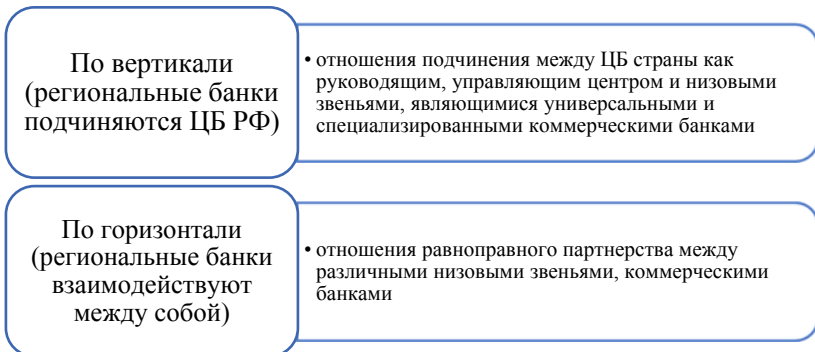 По вертикали
(региональные банки
подчиняются ЦБ РФ)
• отношения подчинения между ЦБ страны как
руководящим, управляющим центром и низовыми
звеньями, являющимися универсальными и
специализированными коммерческими банками
По горизонтали
(региональные банки
взаимодействуют
между собой)
• отношения равноправного партнерства между
различными низовыми звеньями, коммерческими
банками